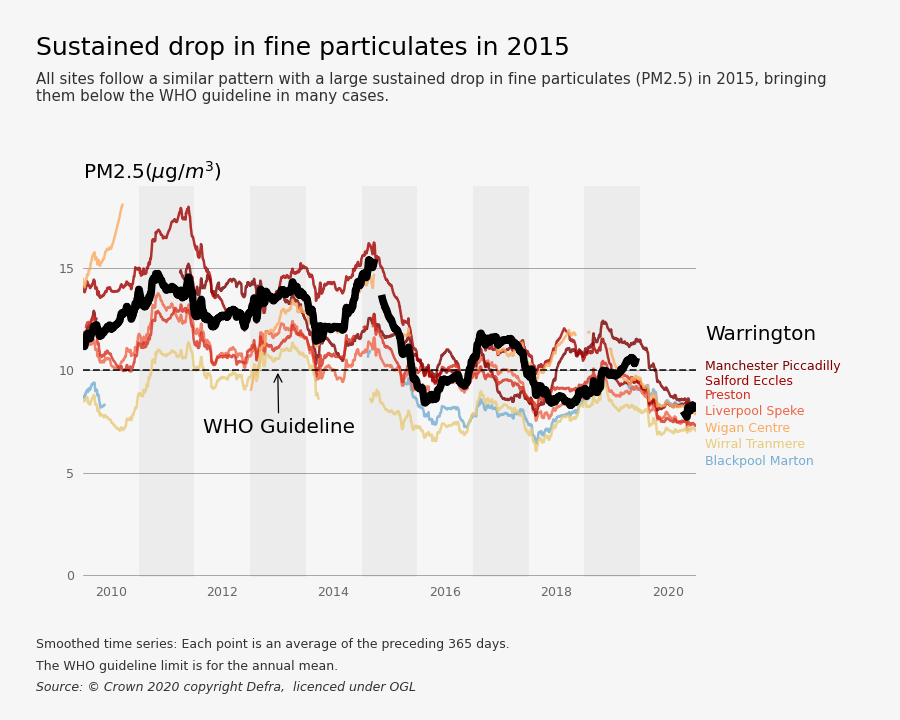 Sustained drop in fine particulates in 2015
All sites follow a similar pattern with a large sustained drop in fine particulates (PM2.5) in 2015, bringing
them below the WHO guideline in many cases.
PM2.5(μg/m³)
15
10
5
0
WHO Guideline
Warrington
Manchester Piccadilly
Salford Eccles
Preston
Liverpool Speke
Wigan Centre
Wirral Tranmere
Blackpool Marton
2010 2012 2014 2016 2018 2020
Smoothed time series: Each point is an average of the preceding 365 days.
The WHO guideline limit is for the annual mean.
Source: © Crown 2020 copyright Defra,  licenced under OGL